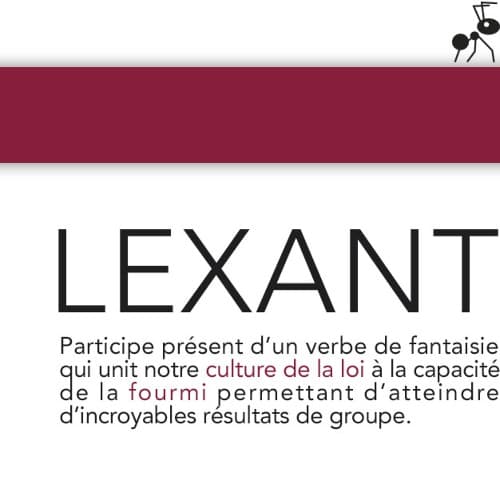 LEXANT
Participe présent d'un verbe de fantaisie
qui unit notre culture de la loi à la capacité
de la fourmi permettant d'atteindre
d'incroyables résultats de groupe.